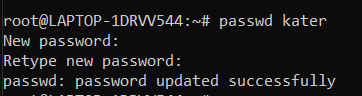 root@LAPTOP-1DRVV544:~# passwd kater
New password:
Retype new password:
passwd: password updated successfully